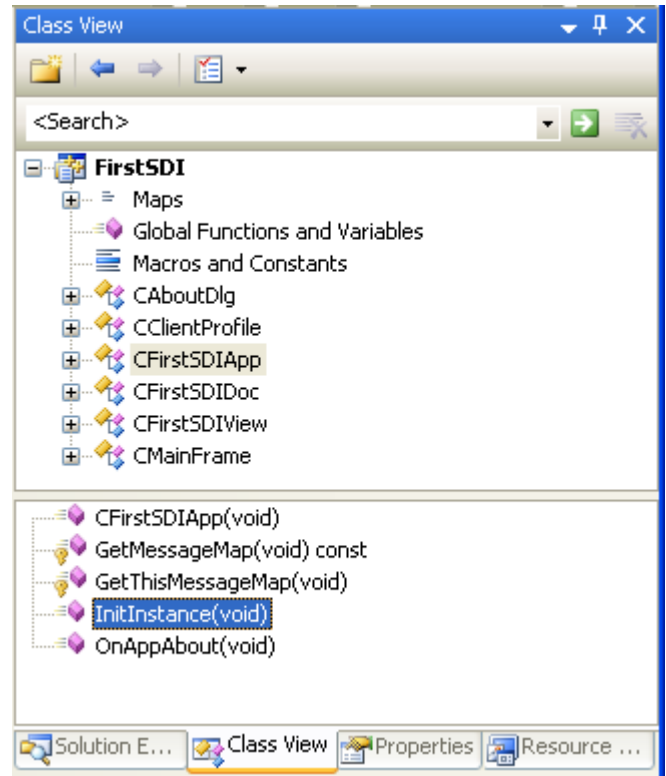 Class View
<Search>
FirstSDI
Maps
Global Functions and Variables
Macros and Constants
CAboutDlg
CClientProfile
CFirstSDIApp
CFirstSDIDoc
CFirstSDIView
CMainFrame
CFirstSDIApp(void)
GetMessageMap(void) const
GetThisMessageMap(void)
InitInstance(void)
OnAppAbout(void)
Solution E... Class View Properties Resource ...